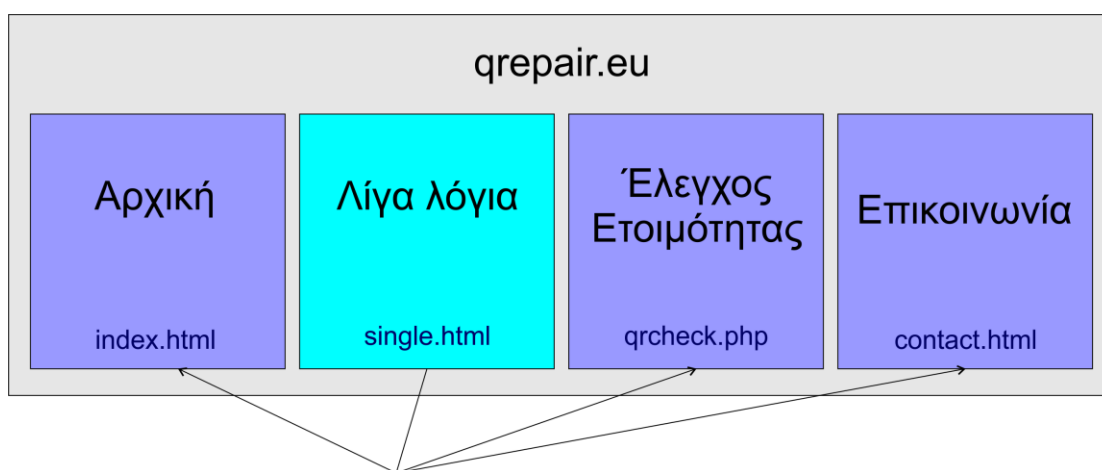 qrepair.eu
Αρχική
index.html
Λίγα λόγια
single.html
Έλεγχος
Ετοιμότητας
qrcheck.php
Επικοινωνία
contact.html